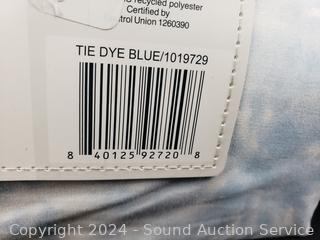 recycled polyester
Certified by
trol Union 1260390
TIE DYE BLUE/1019729
8 40125 92720 8
Copyright 2024 - Sound Auction Service